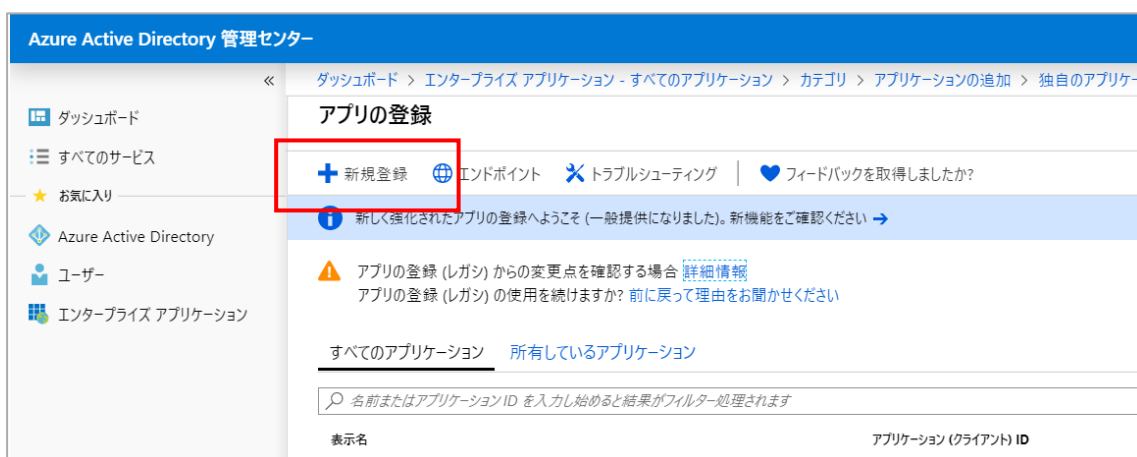 Azure Active Directory 管理センター
«
ダッシュボード > エンタープライズ アプリケーション - すべてのアプリケーション > カテゴリ > アプリケーションの追加 > 独自のアプリケー
アプリの登録
ダッシュボード
すべてのサービス
お気に入り
Azure Active Directory
ユーザー
エンタープライズ アプリケーション
新規登録 エンドポイント トラブルシューティング フィードバックを取得しましたか?
新しく強化されたアプリの登録へようこそ (一般提供になりました)。新機能をご確認ください →
アプリの登録 (レガシ) からの変更点を確認する場合 詳細情報
アプリの登録 (レガシ) の使用を続けますか? 前に戻って理由をお聞かせください
すべてのアプリケーション 所有しているアプリケーション
名前またはアプリケーション ID を入力し始めると結果がフィルター処理されます
表示名 アプリケーション (クライアント) ID